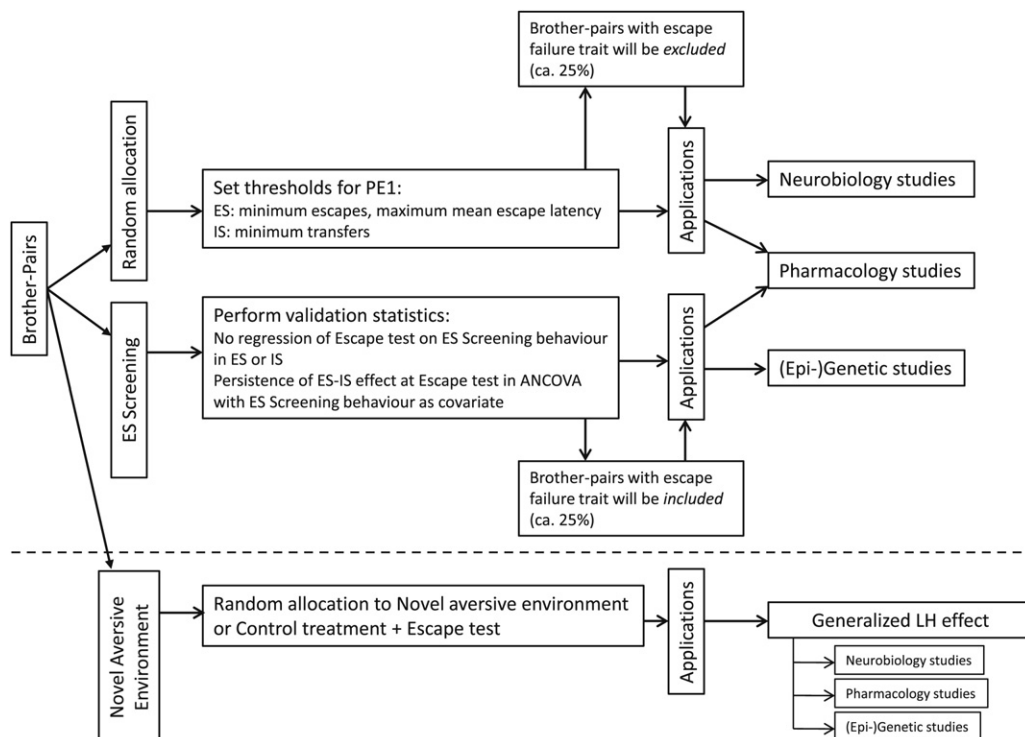 Brother-pairs with escape
failure trait will be excluded
(ca. 25%)
Brother-Pairs
Random allocation
Set thresholds for PE1:
ES: minimum escapes, maximum mean escape latency
IS: minimum transfers
Applications
Neurobiology studies
Pharmacology studies
ES Screening
Perform validation statistics:
No regression of Escape test on ES Screening behaviour
in ES or IS
Persistence of ES-IS effect at Escape test in ANCOVA
with ES Screening behaviour as covariate
Applications
(Epi-)Genetic studies
Brother-pairs with escape
failure trait will be included
(ca. 25%)
Novel Aversive
Environment
Random allocation to Novel aversive environment
or Control treatment + Escape test
Applications
Generalized LH effect
Neurobiology studies
Pharmacology studies
(Epi-)Genetic studies